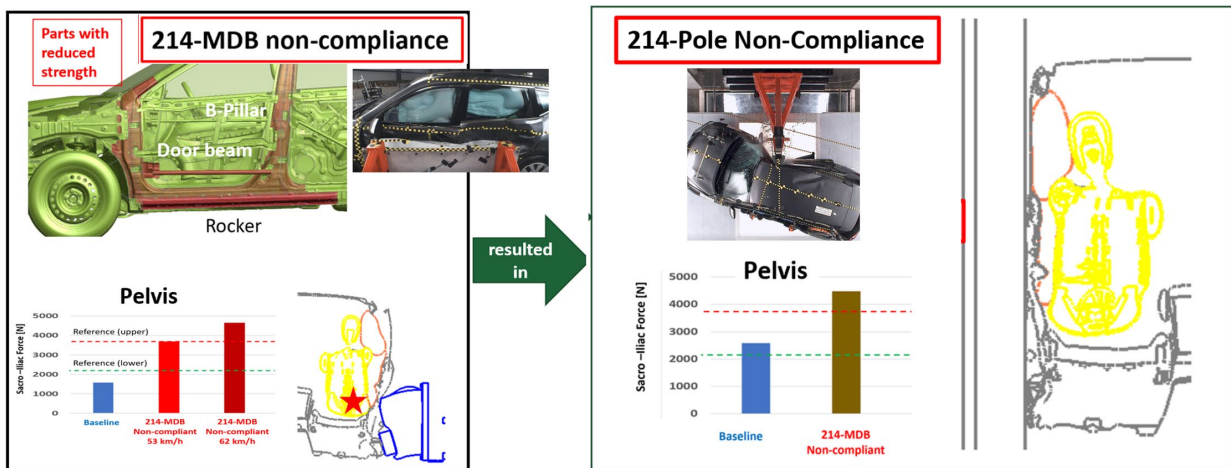 Parts with
reduced
strength
214-MDB non-compliance
B-Pillar
Door beam
Rocker
Pelvis
Sacro –Iliac Force [N]
5000
4000
3000
2000
1000
0
Reference (upper)
Reference (lower)
Baseline
214-MDB
Non-compliant
53 km/h
214-MDB
Non-compliant
62 km/h
resulted
in
214-Pole Non-Compliance
Pelvis
Sacro –Iliac Force [N]
5000
4000
3000
2000
1000
0
Baseline
214-MDB
Non-compliant